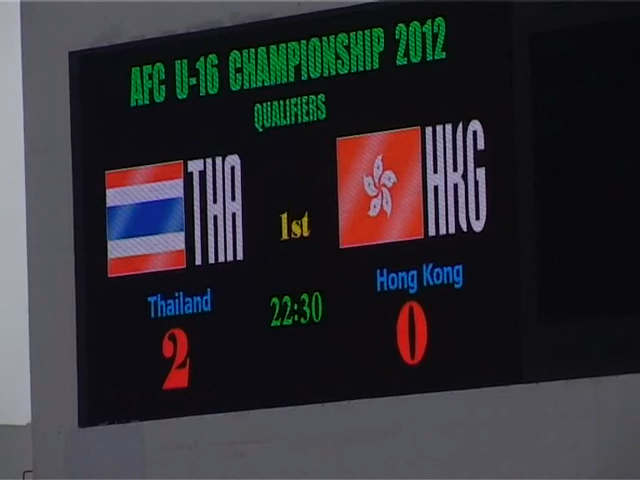 AFC U-16 CHAMPIONSHIP 2012
QUALIFIERS
THA
1st
HKG
Thailand
22:30
Hong Kong
2
0